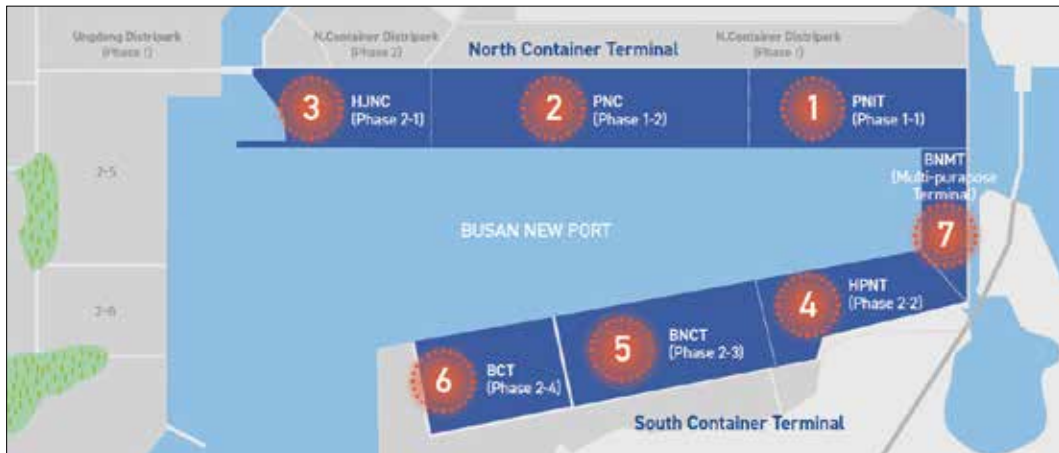 Ungdong Distripark
(Phase 1)
N.Container Distripark
(Phase 2)
North Container Terminal
N.Container Distripark
(Phase 1)
3
HJNC
(Phase 2-1)
2
PNC
(Phase 1-2)
1
PNIT
(Phase 1-1)
BNMT
(Multi-purapose
Terminal)
7
2-5
BUSAN NEW PORT
4
HPNT
(Phase 2-2)
2-6
5
BNCT
(Phase 2-3)
6
BCT
(Phase 2-4)
South Container Terminal